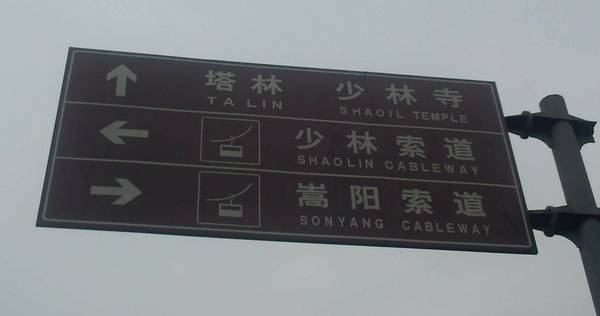 塔林 少林寺
TA LIN SHAOIL TEMPLE
少林索道
SHAOLIN CABLEWAY
嵩阳索道
SONYANG CABLEWAY